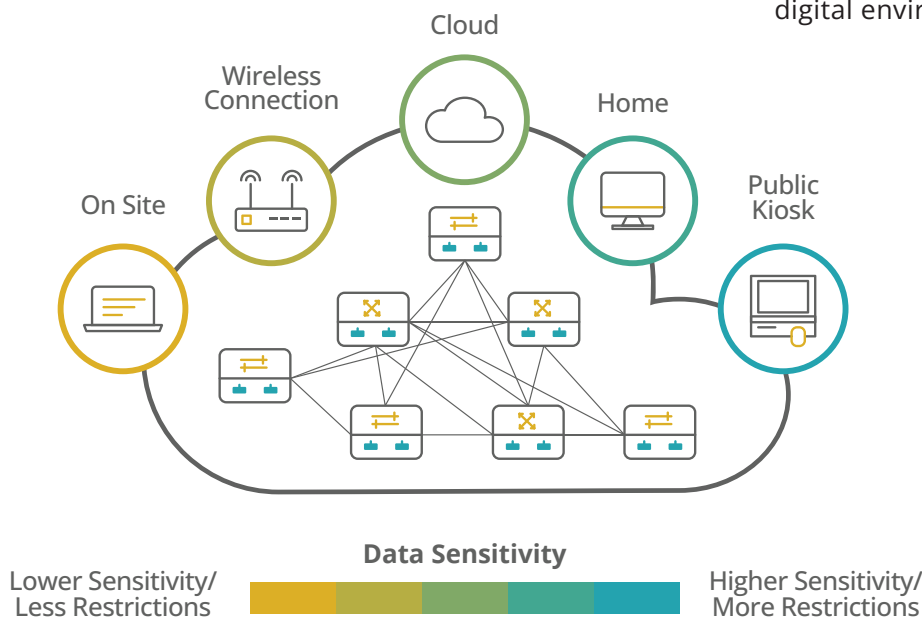 digital envir
Cloud
Wireless
Connection
Home
On Site
Public
Kiosk
Data Sensitivity
Lower Sensitivity/
Less Restrictions
Higher Sensitivity/
More Restrictions